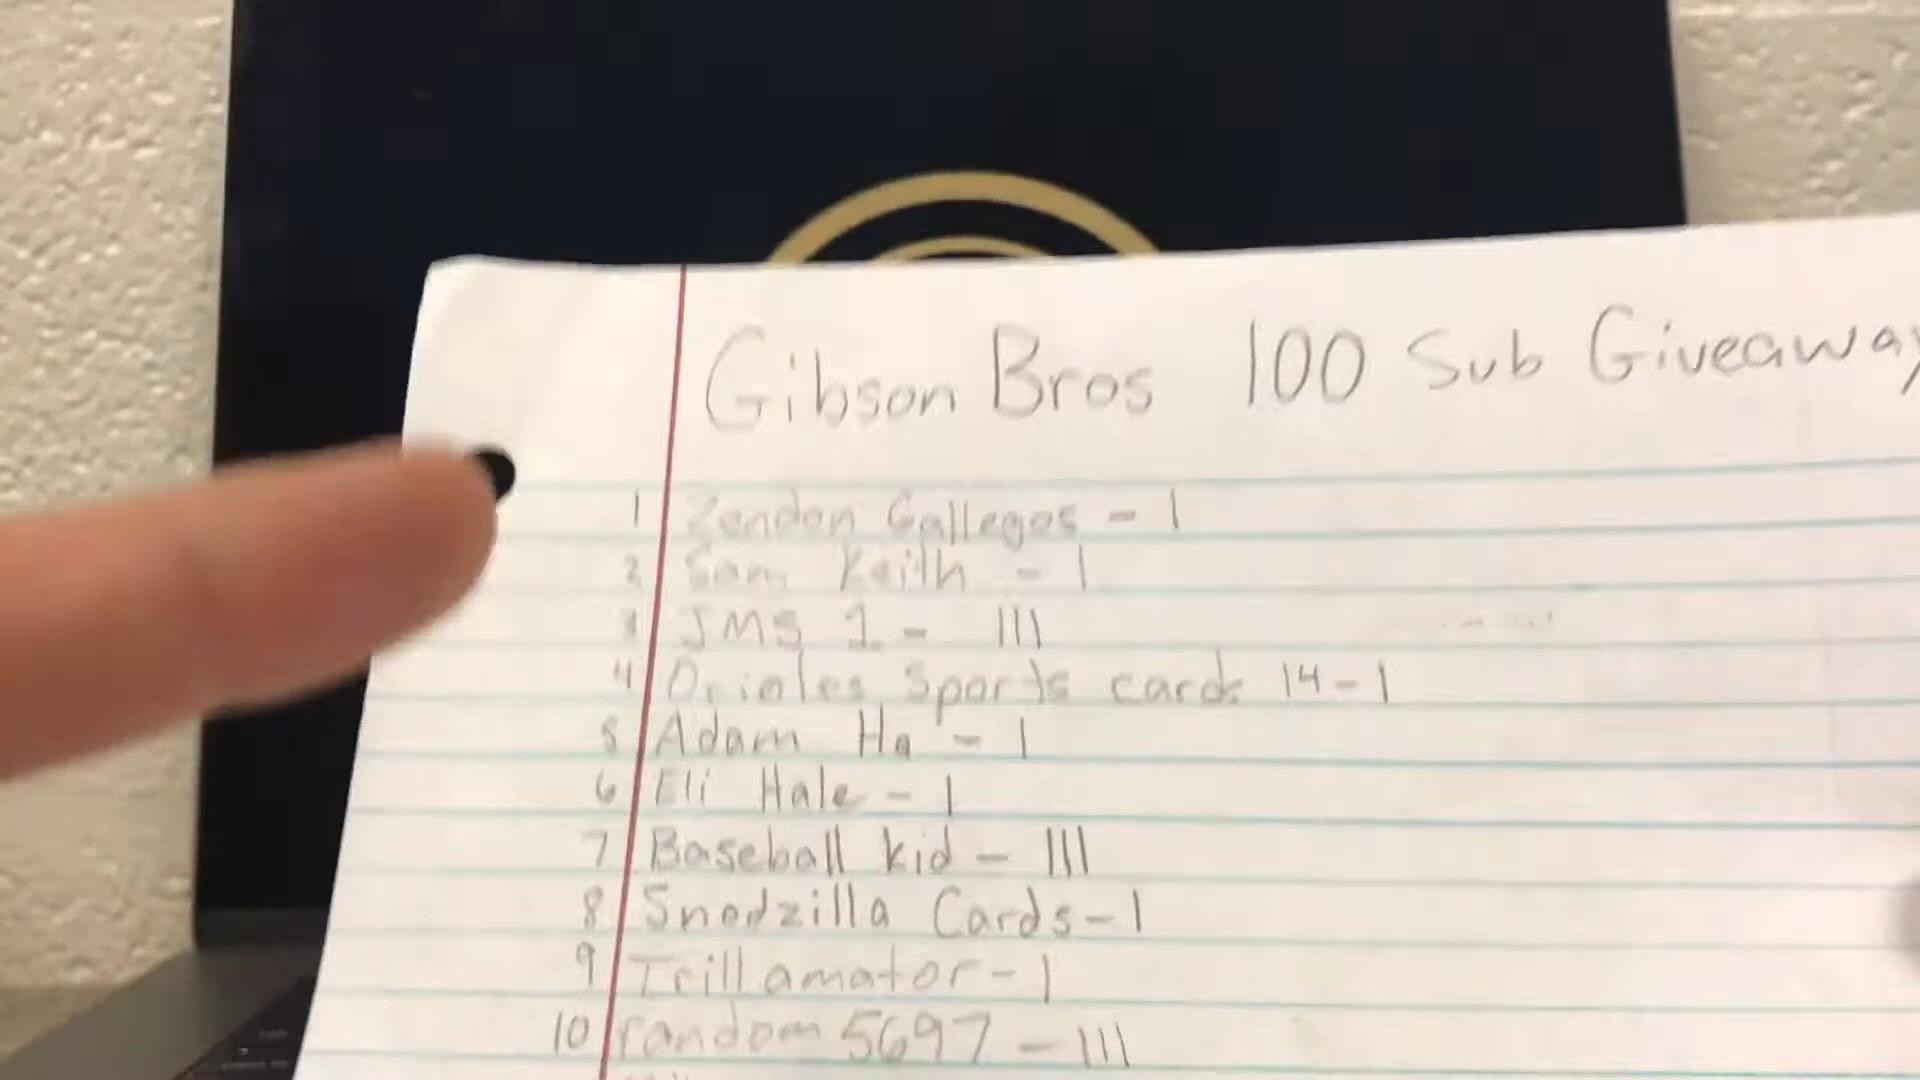 Gibson Bros 100 Sub Giveaway
1 Zendon Gallegos - 1
2 Sam Keith - 1
3 JMS 1 - III
4 Orioles Sports cards 14 - 1
5 Adam Ha - 1
6 Eli Hale - 1
7 Baseball kid - III
8 Snodzilla Cards - 1
9 Trillamator - 1
10 random 5697 - III